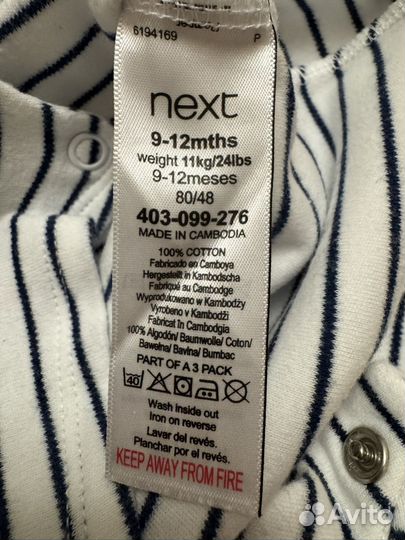 6194169 P
next
9-12mths
weight 11kg/24lbs
9-12meses
80/48
403-099-276
MADE IN CAMBODIA
100% COTTON
Fabricado en Camboya
Hergestellt in Kambodscha
Fabriqué au Cambodge
Wyprodukowano w Kambodży
Vyrobeno v Kambodži
Fabricat In Cambodgia
100% Algodón/ Baumwolle/ Coton/
Bawełna/ Bavlna/ Bumbac
PART OF A 3 PACK
40
Wash inside out
Iron on reverse
Lavar del revés.
Planchar por el revés.
KEEP AWAY FROM FIRE
Avito